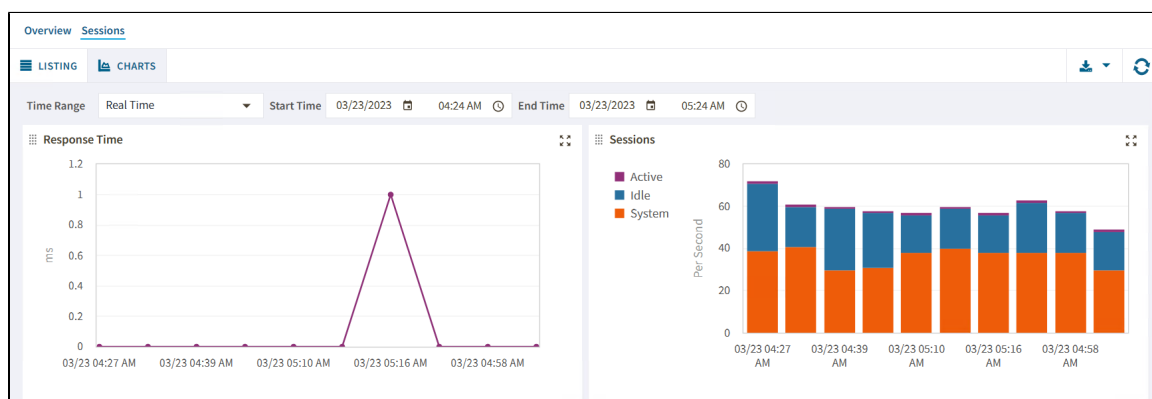 Overview Sessions
LISTING CHARTS
Time Range Real Time Start Time 03/23/2023 04:24 AM End Time 03/23/2023 05:24 AM
Response Time
1.2
1
0.8
0.6
0.4
0.2
0
ms
03/23 04:27 AM 03/23 04:39 AM 03/23 05:10 AM 03/23 05:16 AM 03/23 04:58 AM
Sessions
Active
Idle
System
80
60
40
20
0
Per Second
03/23 04:27 AM
03/23 04:39 AM
03/23 05:10 AM
03/23 05:16 AM
03/23 04:58 AM